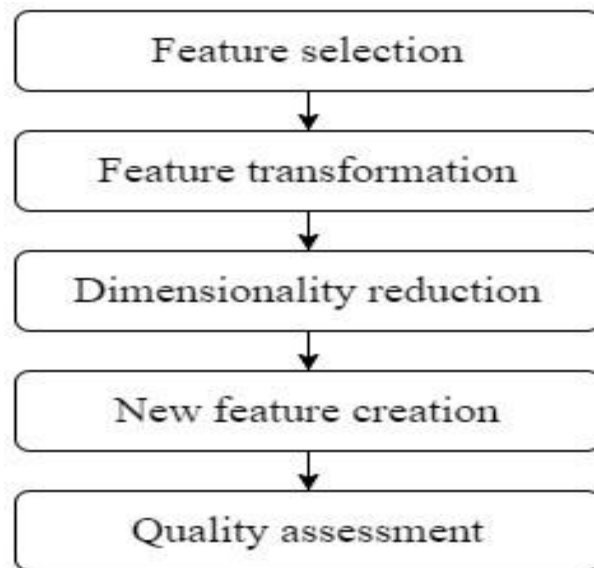 Feature selection
Feature transformation
Dimensionality reduction
New feature creation
Quality assessment